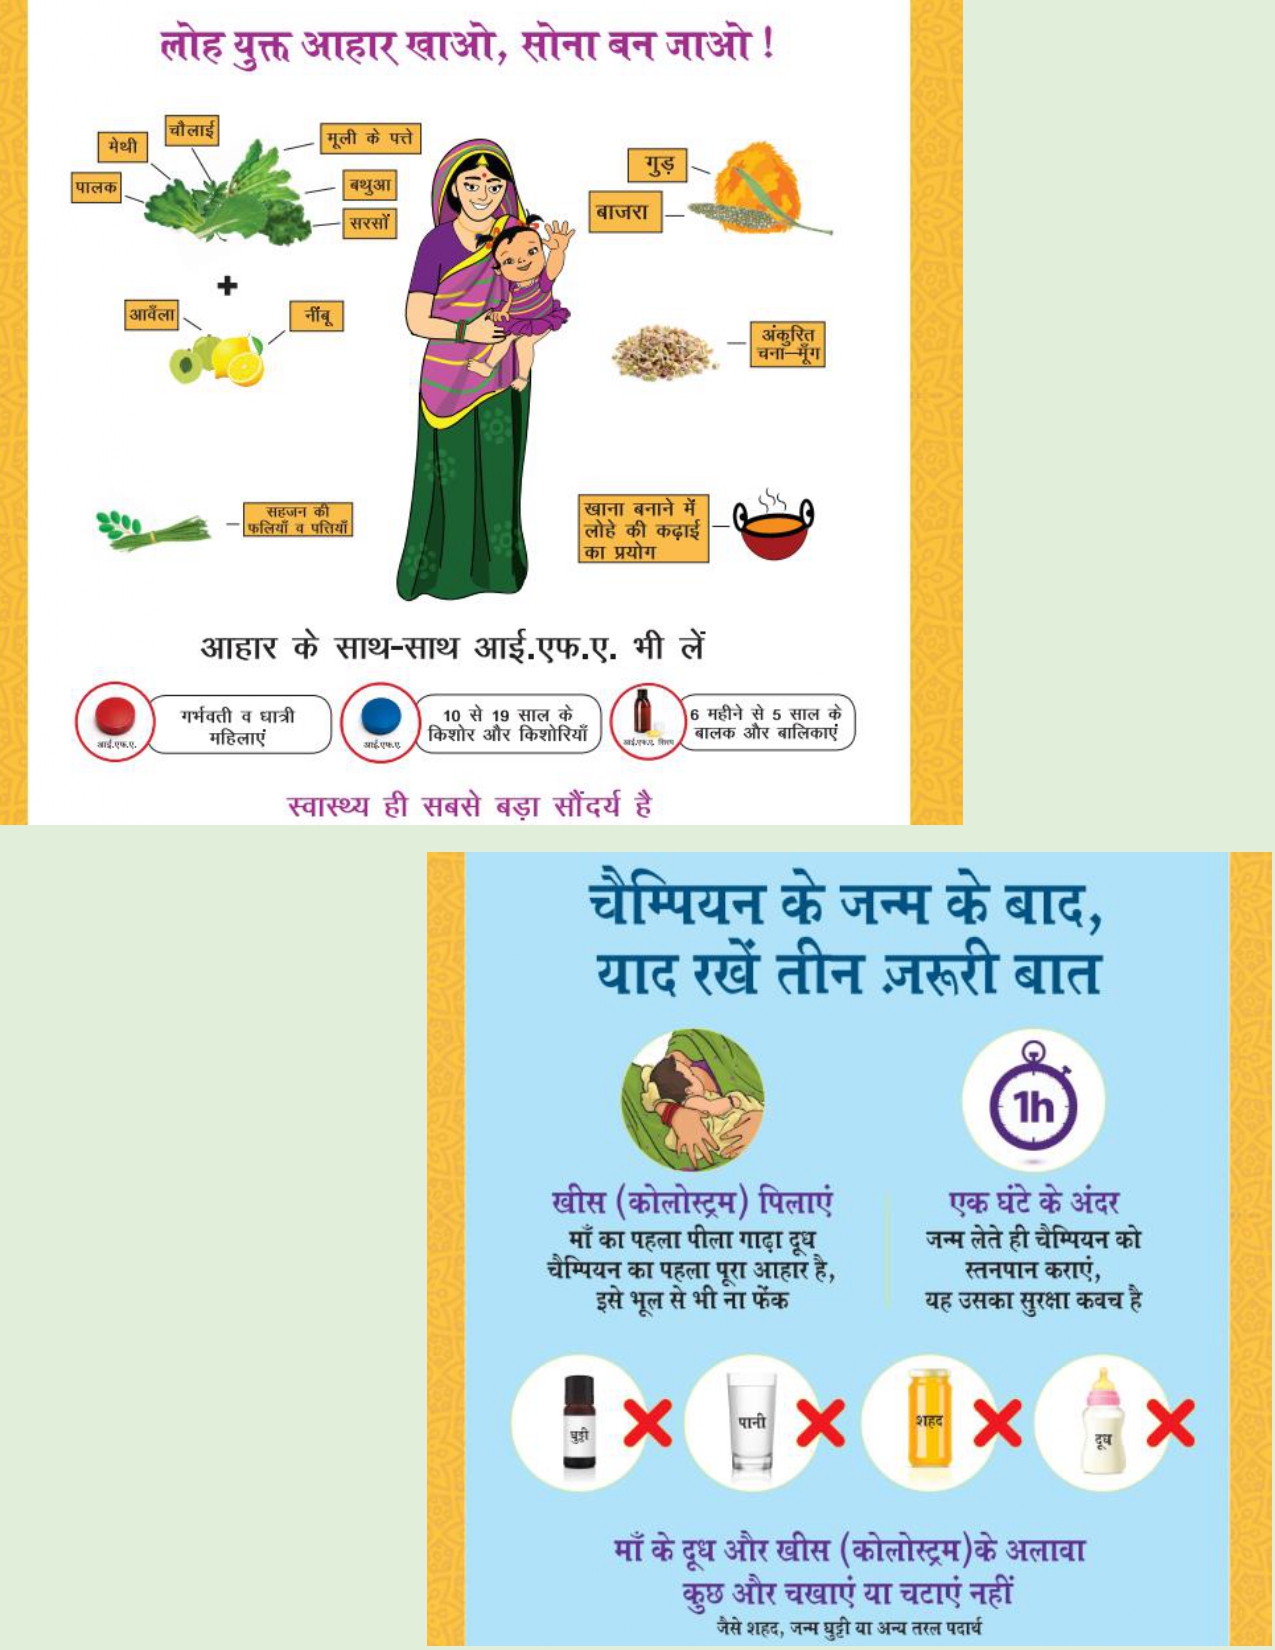 लोह युक्त आहार खाओ, सोना बन जाओ !
चौलाई
मेथी
पालक
मूली के पत्ते
बथुआ
सरसों
गुड़
बाजरा
+
आवँला
नींबू
अंकुरित
चना–मूँग
सहजन की
फलियाँ व पत्तियाँ
खाना बनाने में
लोहे की कढ़ाई
का प्रयोग
आहार के साथ-साथ आई.एफ.ए. भी लें
आई.एफ.ए.
गर्भवती व धात्री
महिलाएं
आई.एफ.ए.
10 से 19 साल के
किशोर और किशोरियाँ
आई.एफ.ए. सिरप
6 महीने से 5 साल के
बालक और बालिकाएं
स्वास्थ्य ही सबसे बड़ा सौंदर्य है
चैम्पियन के जन्म के बाद,
याद रखें तीन ज़रूरी बात
1h
खीस (कोलोस्ट्रम) पिलाएं
माँ का पहला पीला गाढ़ा दूध
चैम्पियन का पहला पूरा आहार है,
इसे भूल से भी ना फेंक
एक घंटे के अंदर
जन्म लेते ही चैम्पियन को
स्तनपान कराएं,
यह उसका सुरक्षा कवच है
घुट्टी
पानी
शहद
दूध
माँ के दूध और खीस (कोलोस्ट्रम)के अलावा
कुछ और चखाएं या चटाएं नहीं
जैसे शहद, जन्म घुट्टी या अन्य तरल पदार्थ